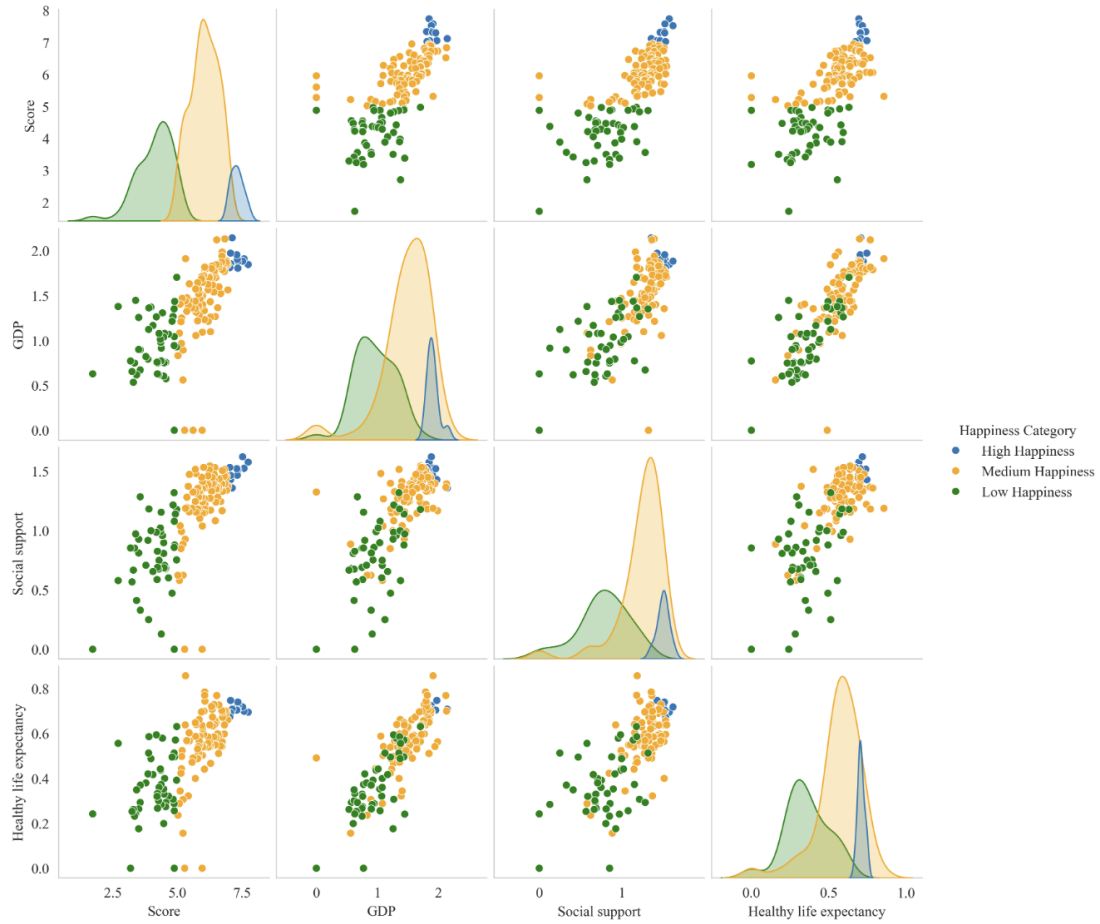 8
7
6
5
4
3
2
Score
2.0
1.5
1.0
0.5
0.0
GDP
Happiness Category
High Happiness
Medium Happiness
Low Happiness
1.5
1.0
0.5
0.0
Social support
0.8
0.6
0.4
0.2
0.0
Healthy life expectancy
2.5 5.0 7.5 0 1 2 0 1 0.0 0.5 1.0
Score GDP Social support Healthy life expectancy